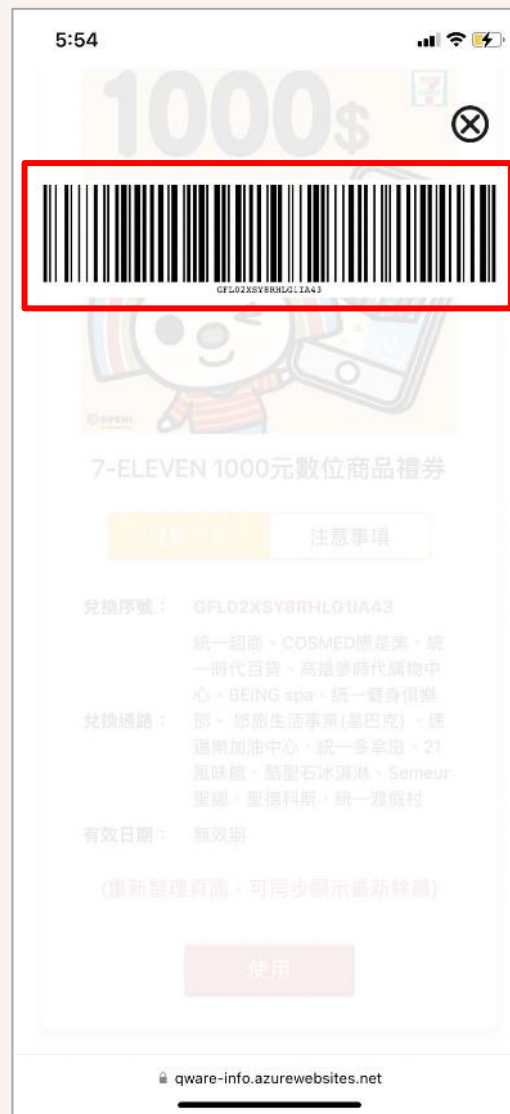 5:54
1000$
GFL02XSY8RHLG1IA43
OPEN!
7-ELEVEN 1000元數位商品禮券
注意事項
兌換序號： GFL02XSY8RHLG1IA43
統一超商、COSMED康是美、統
一時代百貨、高雄夢時代購物中
心、BEING spa、統一健身俱樂
兌換通路： 部、 悠旅生活事業(星巴克) 、速
邁樂加油中心、統一多拿滋、21
風味館、酷聖石冰淇淋、Semeur
聖娜、聖德科斯、統一渡假村
有效日期： 無效期
(重新整理頁面，可同步顯示最新餘額)
使用
qware-info.azurewebsites.net